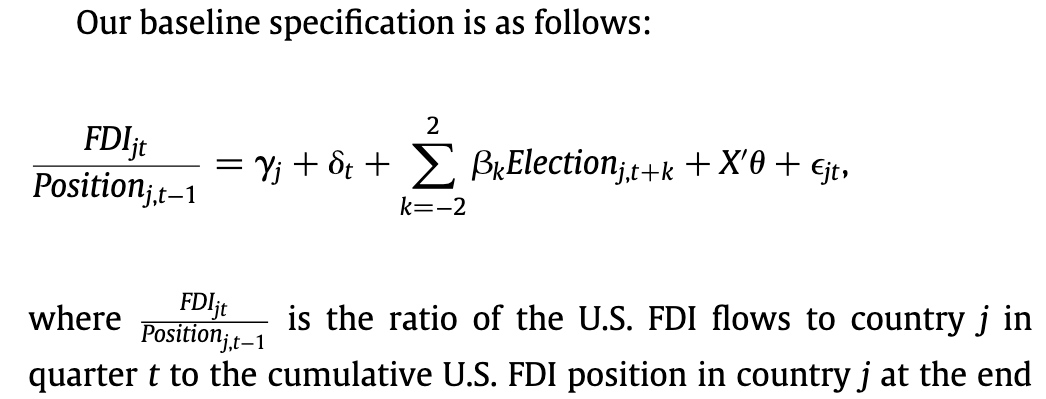 Our baseline specification is as follows:
\frac{FDI_{jt}}{Position_{j,t-1}} = \gamma_j + \delta_t + \sum_{k=-2}^{2} \beta_k Election_{j,t+k} + X'\theta + \epsilon_{jt},
where \frac{FDI_{jt}}{Position_{j,t-1}} is the ratio of the U.S. FDI flows to country j in
quarter t to the cumulative U.S. FDI position in country j at the end